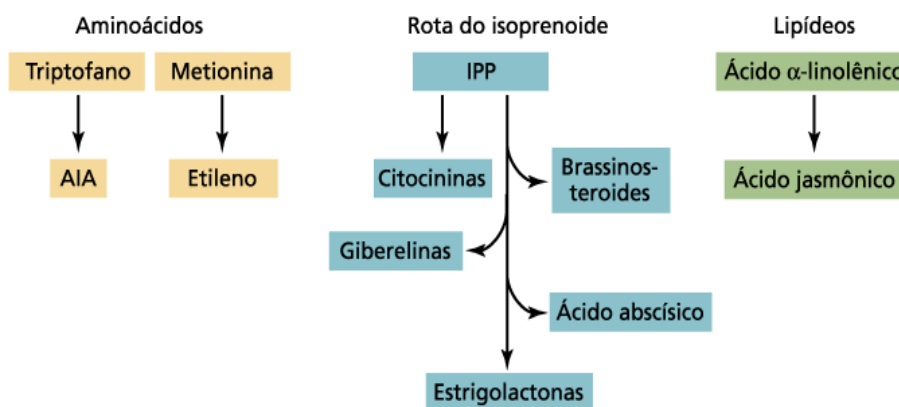 Aminoácidos
Rota do isoprenoide
Lipídeos
Triptofano
Metionina
IPP
Ácido α-linolênico
AIA
Etileno
Citocininas
Brassinos-
teroides
Ácido jasmônico
Giberelinas
Ácido abscísico
Estrigolactonas